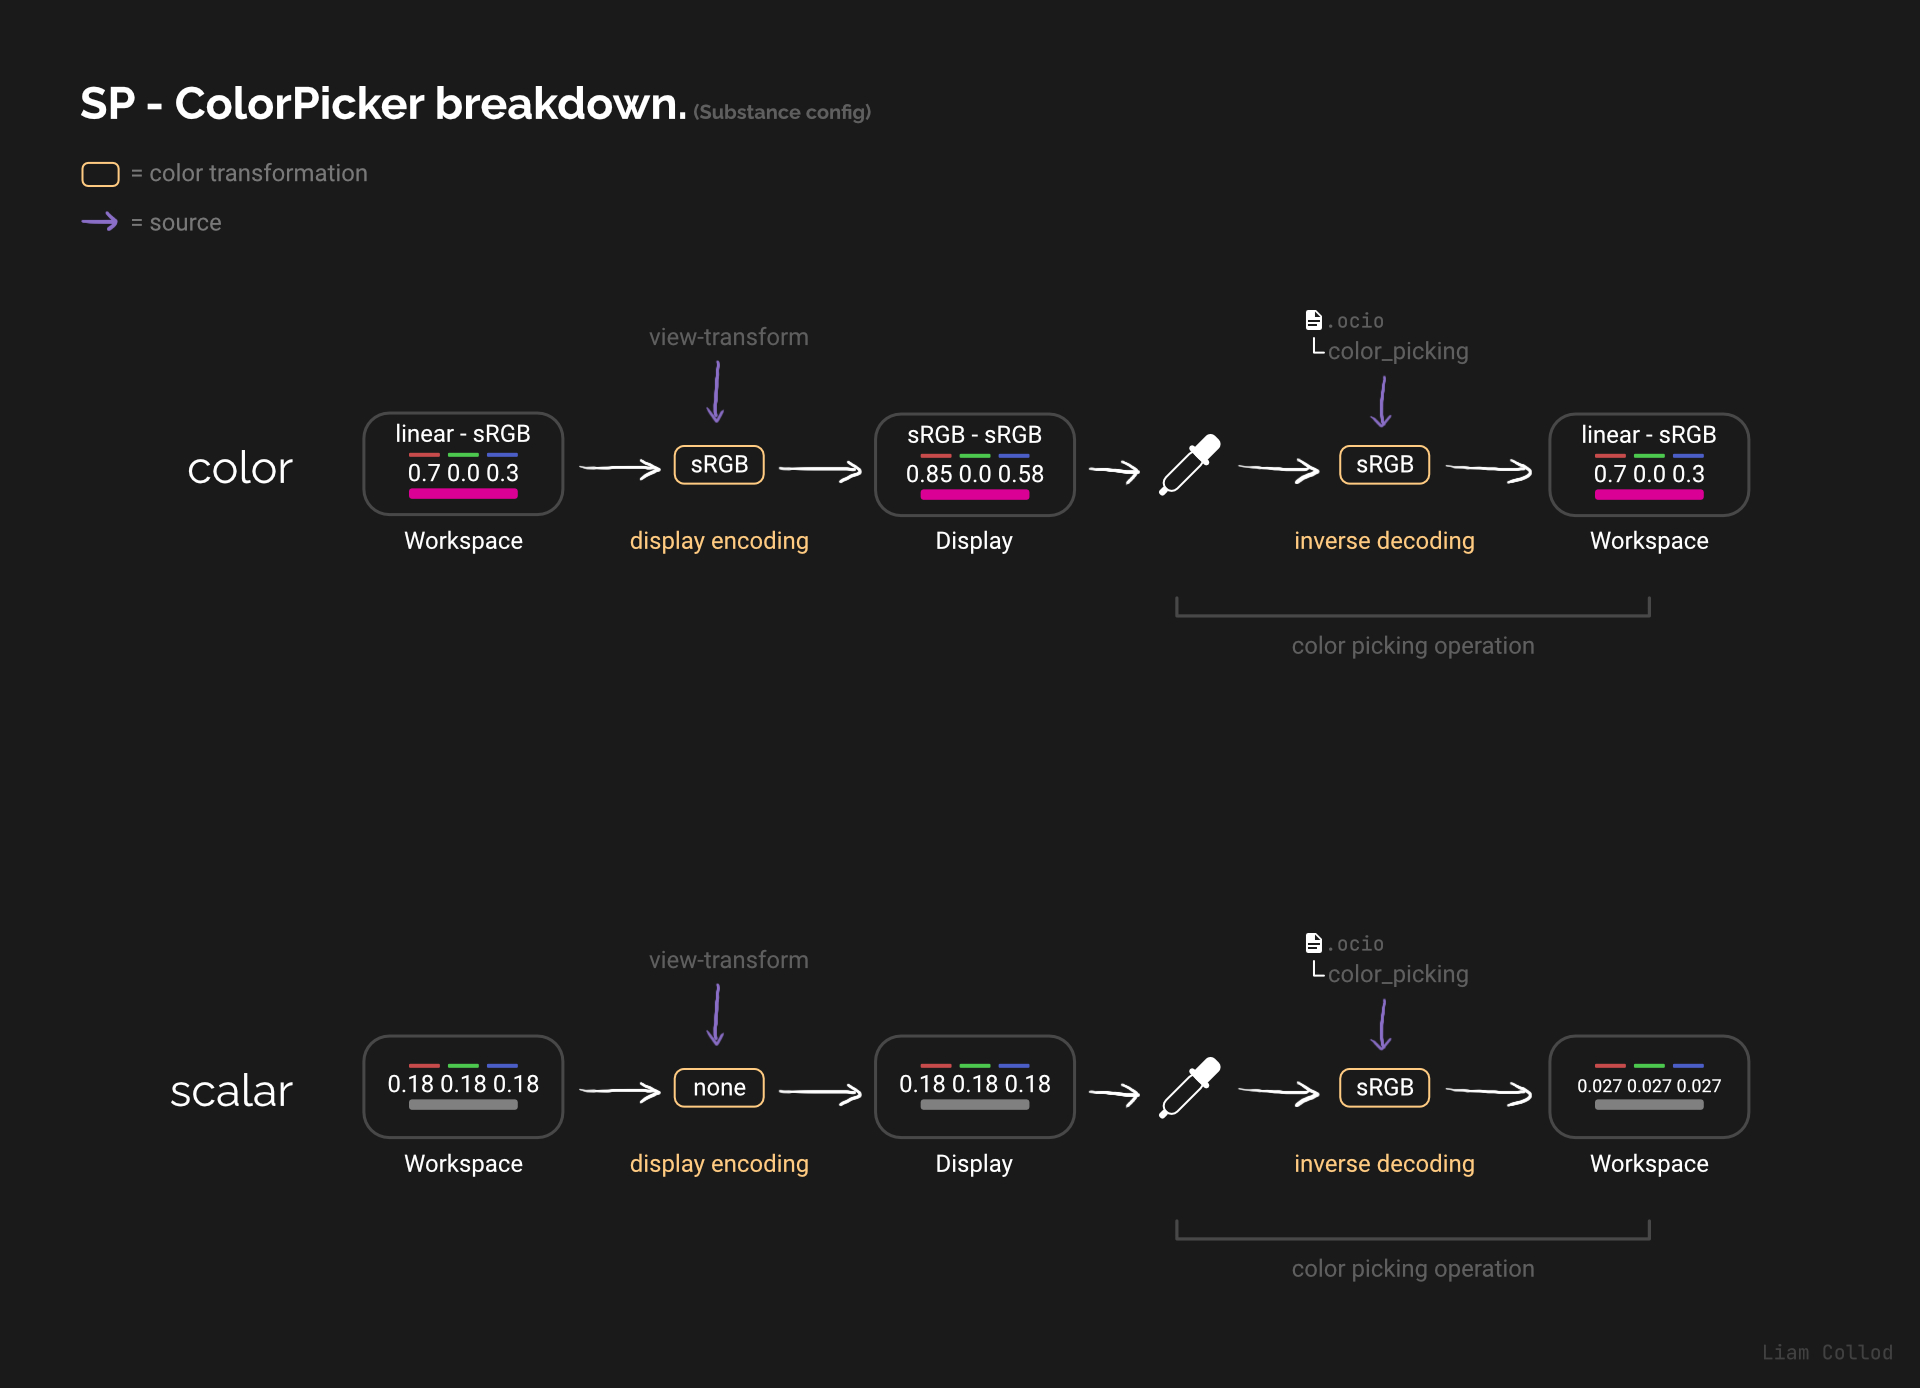 SP - ColorPicker breakdown. (Substance config)
= color transformation
= source
view-transform
.ocio
color_picking
color
linear - sRGB
0.7 0.0 0.3
Workspace
sRGB
display encoding
sRGB - sRGB
0.85 0.0 0.58
Display
sRGB
inverse decoding
linear - sRGB
0.7 0.0 0.3
Workspace
color picking operation
view-transform
.ocio
color_picking
scalar
0.18 0.18 0.18
Workspace
none
display encoding
0.18 0.18 0.18
Display
sRGB
inverse decoding
0.027 0.027 0.027
Workspace
color picking operation
Liam Collod